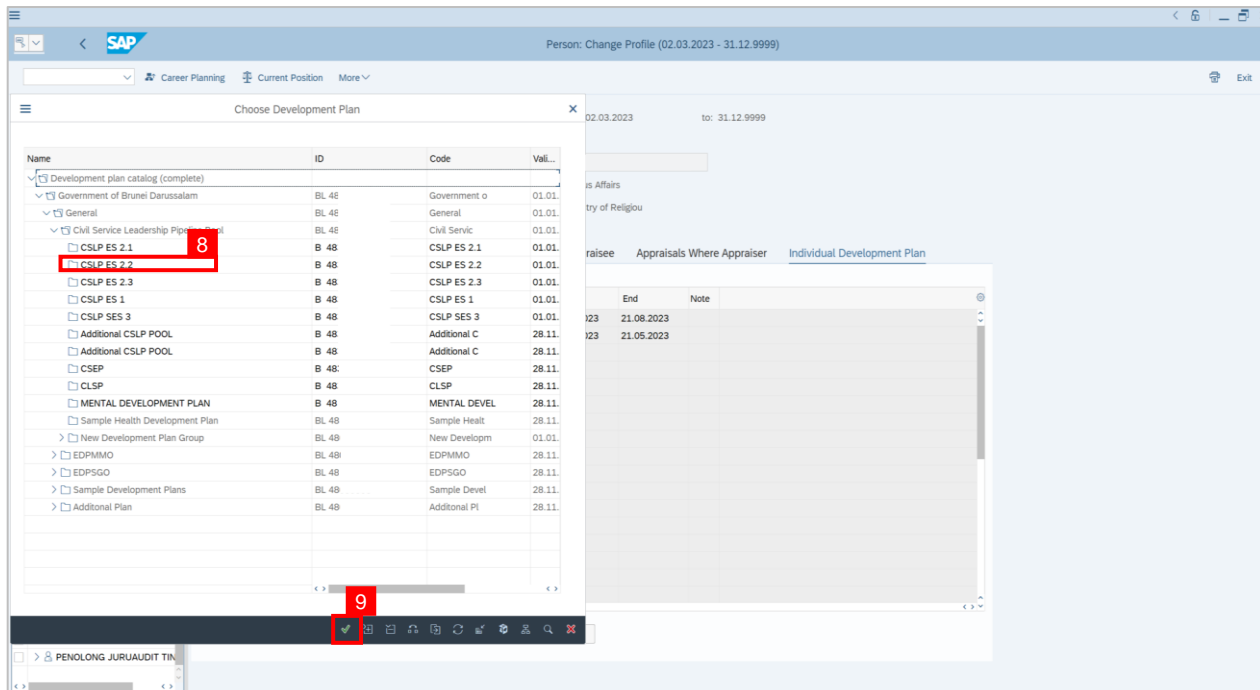 SAP
Person: Change Profile (02.03.2023 - 31.12.9999)
Career Planning Current Position More Exit
Choose Development Plan
02.03.2023 to: 31.12.9999
Name ID Code Vali...
Development plan catalog (complete)
Government of Brunei Darussalam BL 48 Government o 01.01.
General BL 48 General 01.01.
Civil Service Leadership Pipeline Pool BL 48 Civil Servic 01.01.
8
CSLP ES 2.1 B 48 CSLP ES 2.1 01.01.
CSLP ES 2.2 B 48 CSLP ES 2.2 01.01.
CSLP ES 2.3 B 48 CSLP ES 2.3 01.01.
CSLP ES 1 B 48 CSLP ES 1 01.01.
CSLP SES 3 B 48 CSLP SES 3 01.01.
Additional CSLP POOL B 48 Additional C 28.11.
Additional CSLP POOL B 48 Additional C 28.11.
CSEP B 48 CSEP 28.11.
CLSP B 48 CLSP 28.11.
MENTAL DEVELOPMENT PLAN B 48 MENTAL DEVEL 28.11.
Sample Health Development Plan BL 48 Sample Healt 28.11.
New Development Plan Group BL 48 New Developm 01.01.
EDPMMO BL 48 EDPMMO 28.11.
EDPSGO BL 48 EDPSGO 28.11.
Sample Development Plans BL 48 Sample Devel 28.11.
Additonal Plan BL 48 Additonal Pl 28.11.
9
us Affairs
try of Religiou
raisee Appraisals Where Appraiser Individual Development Plan
End Note
023 21.08.2023
023 21.05.2023
PENOLONG JURUAUDIT TIN